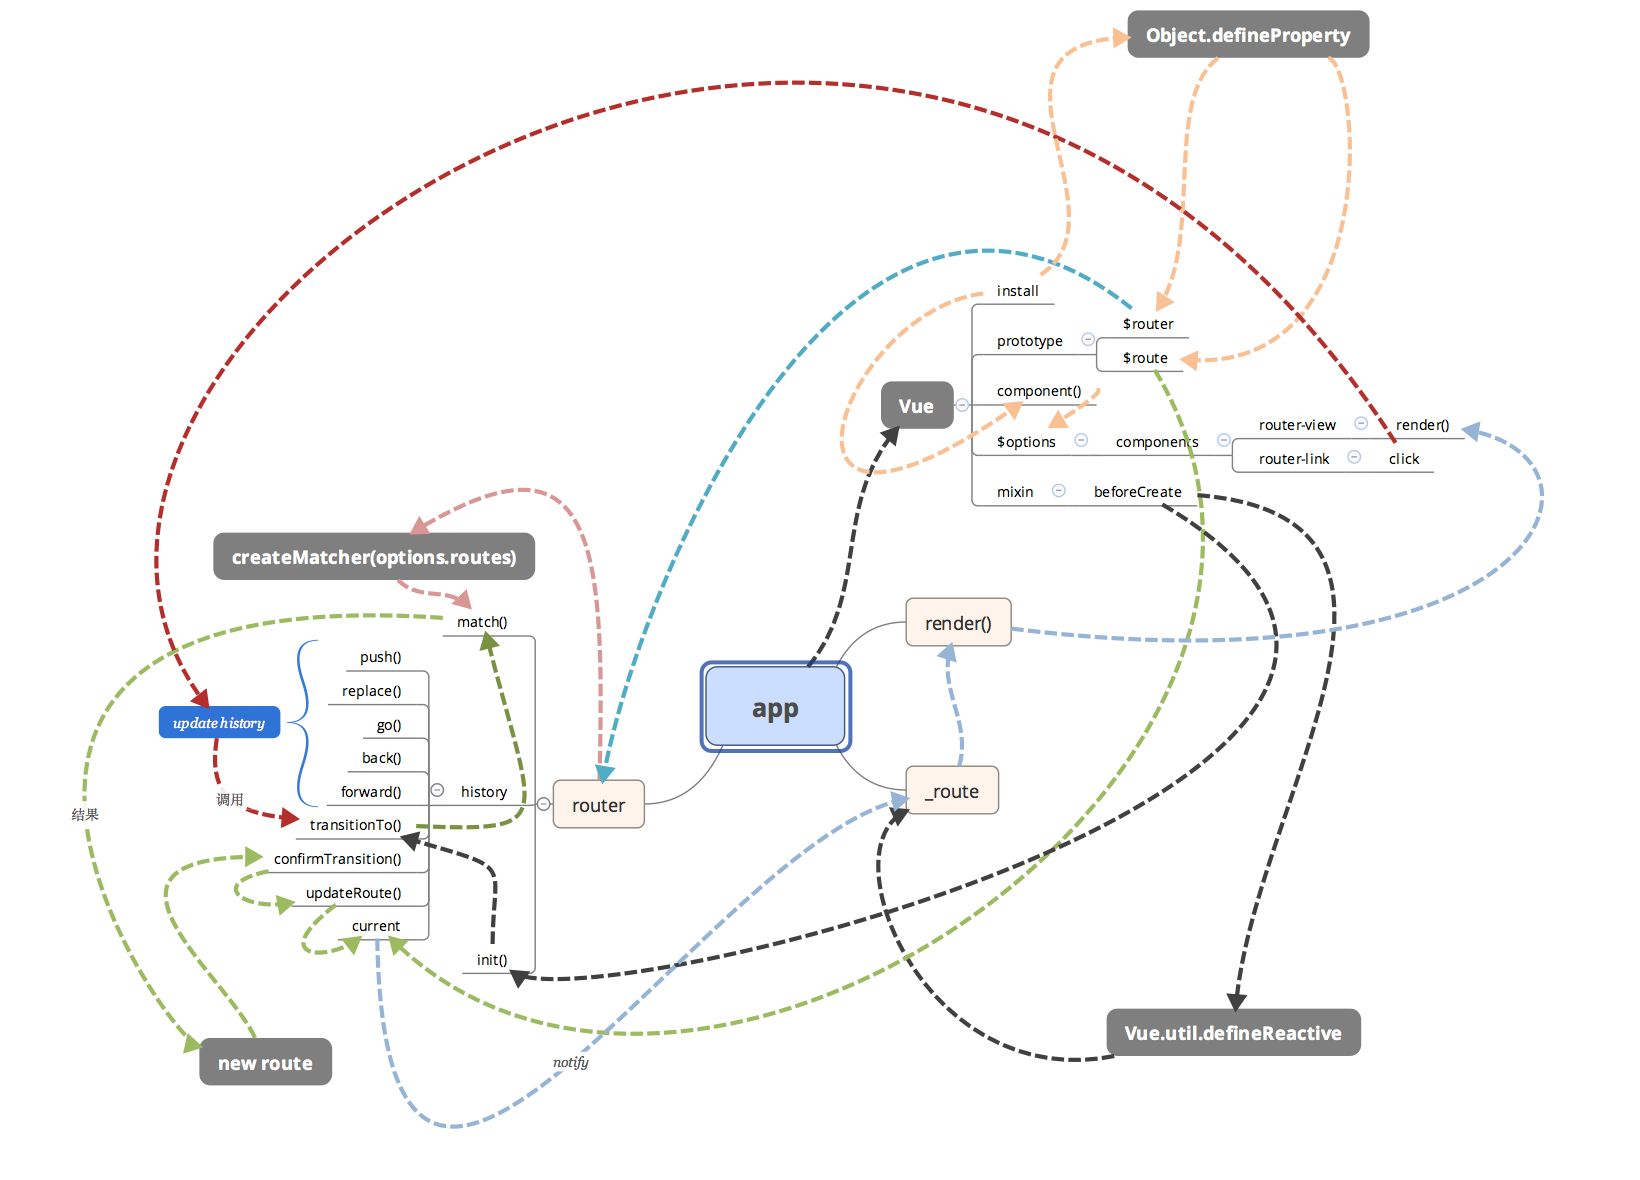 Object.defineProperty
install
$router
prototype
$route
component()
Vue
router-view
render()
$options
components
router-link
click
mixin
beforeCreate
createMatcher(options.routes)
match()
render()
push()
replace()
app
update history
go()
back()
forward()
history
调用
router
_route
结果
transitionTo()
confirmTransition()
updateRoute()
current
init()
Vue.util.defineReactive
new route
notify